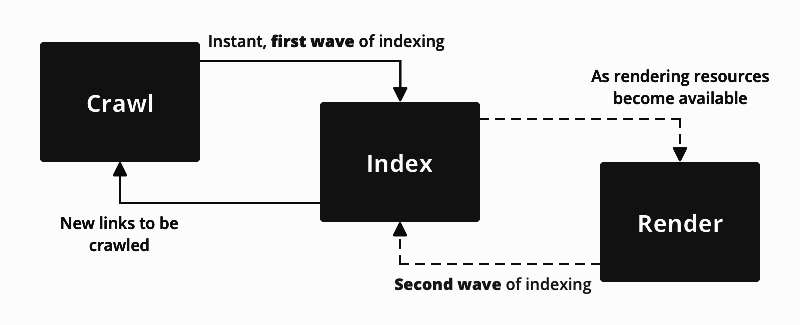 Instant, first wave of indexing
Crawl
As rendering resources
become available
Index
New links to be
crawled
Render
Second wave of indexing